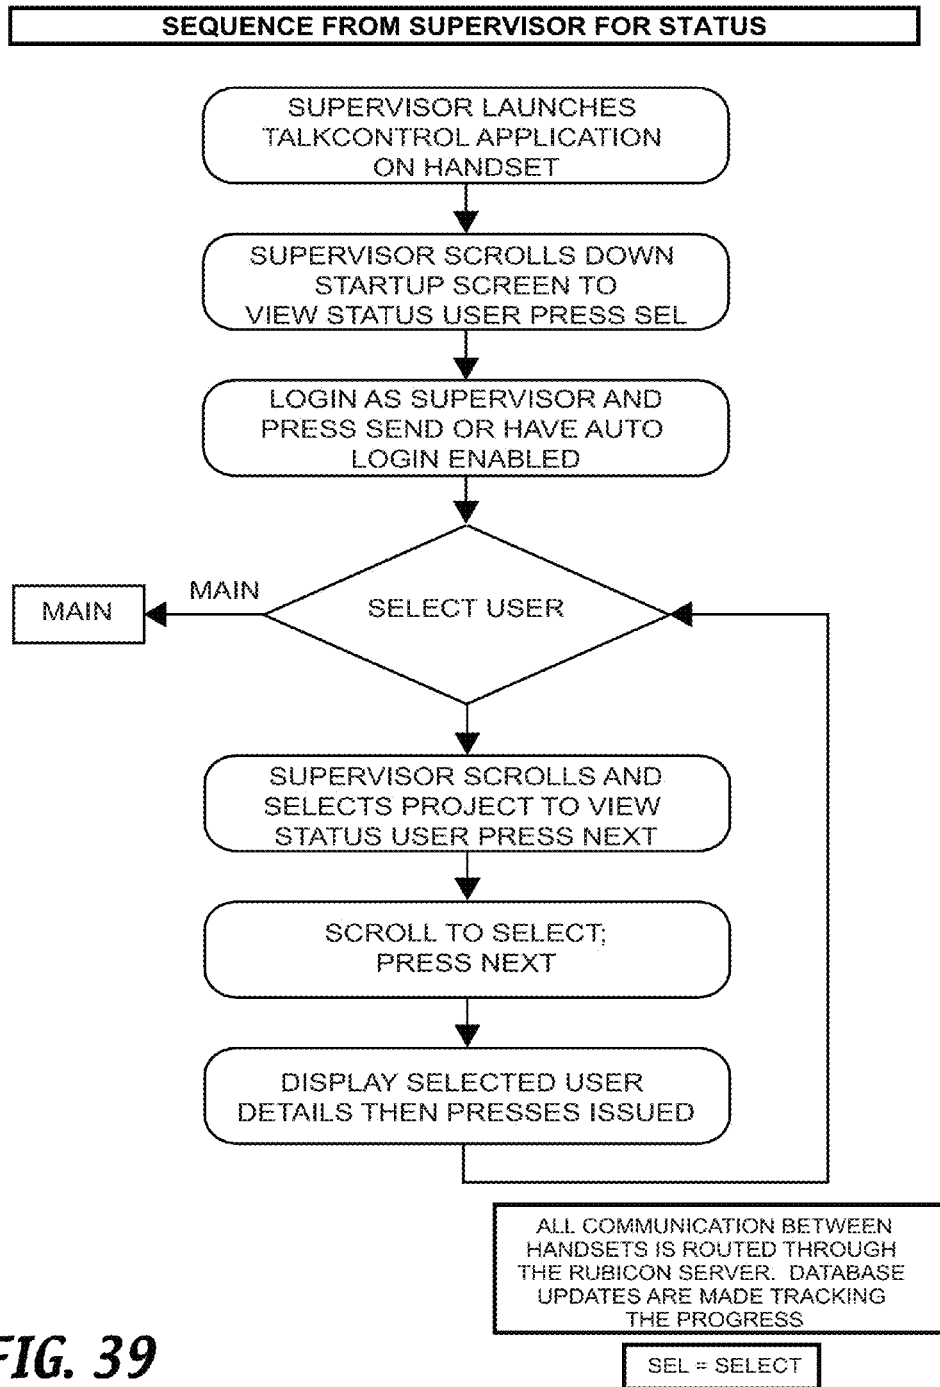 SEQUENCE FROM SUPERVISOR FOR STATUS
SUPERVISOR LAUNCHES
TALKCONTROL APPLICATION
ON HANDSET
SUPERVISOR SCROLLS DOWN
STARTUP SCREEN TO
VIEW STATUS USER PRESS SEL
LOGIN AS SUPERVISOR AND
PRESS SEND OR HAVE AUTO
LOGIN ENABLED
MAIN
MAIN
SELECT USER
SUPERVISOR SCROLLS AND
SELECTS PROJECT TO VIEW
STATUS USER PRESS NEXT
SCROLL TO SELECT;
PRESS NEXT
DISPLAY SELECTED USER
DETAILS THEN PRESSES ISSUED
ALL COMMUNICATION BETWEEN
HANDSETS IS ROUTED THROUGH
THE RUBICON SERVER. DATABASE
UPDATES ARE MADE TRACKING
THE PROGRESS
FIG. 39
SEL = SELECT